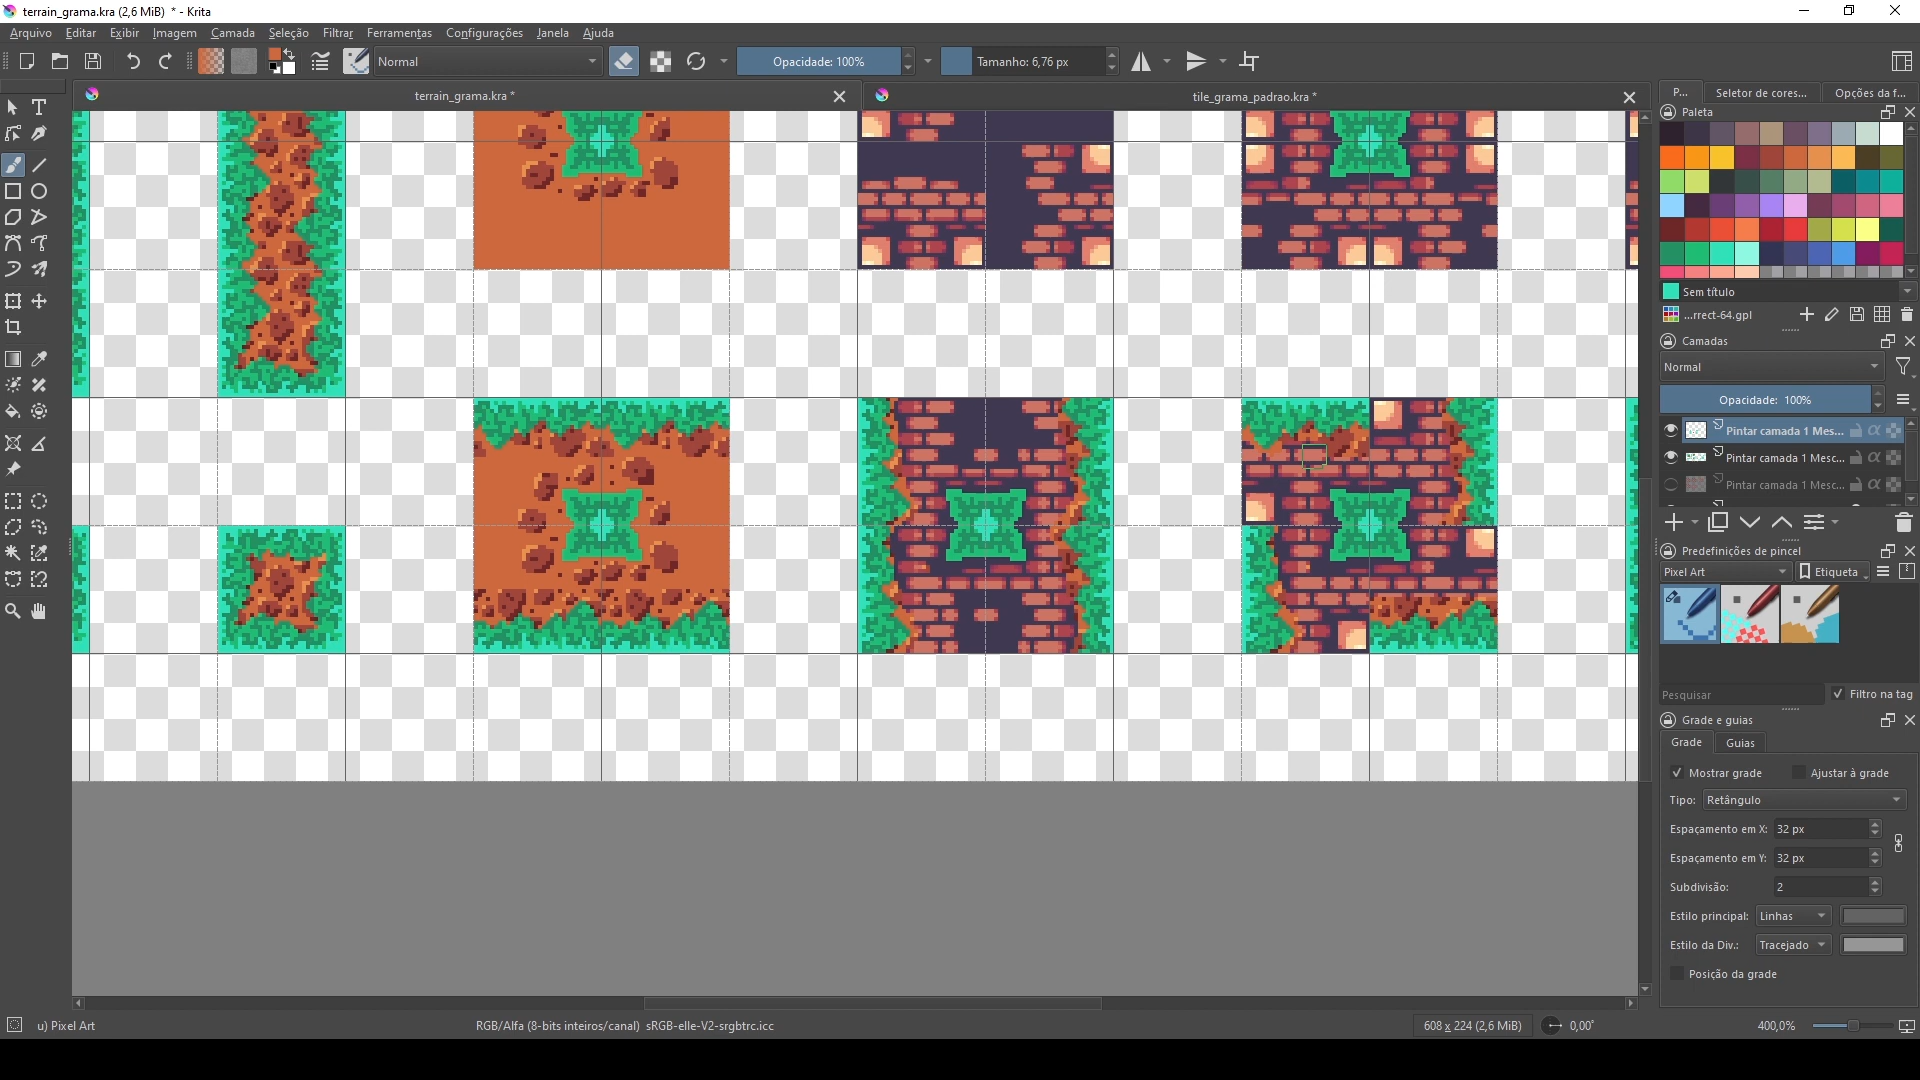 terrain_grama.kra (2,6 MiB) * - Krita
Arquivo Editar Exibir Imagem Camada Seleção Filtrar Ferramentas Configurações Janela Ajuda
Normal Opacidade: 100% Tamanho: 6,76 px
terrain_grama.kra * tile_grama_padrao.kra *
P... Seletor de cores... Opções da f...
Paleta
Sem título
...rrect-64.gpl
Camadas
Normal
Opacidade: 100%
Pintar camada 1 Mes...
Pintar camada 1 Mesc...
Pintar camada 1 Mesc...
Predefinições de pincel
Pixel Art Etiqueta
Pesquisar Filtro na tag
Grade e guias
Grade Guias
Mostrar grade Ajustar à grade
Tipo: Retângulo
Espaçamento em X: 32 px
Espaçamento em Y: 32 px
Subdivisão: 2
Estilo principal: Linhas
Estilo da Div.: Tracejado
Posição da grade
u) Pixel Art RGB/Alfa (8-bits inteiros/canal) sRGB-elle-V2-srgbtrc.icc 608 x 224 (2,6 MiB) 0,00° 400,0%